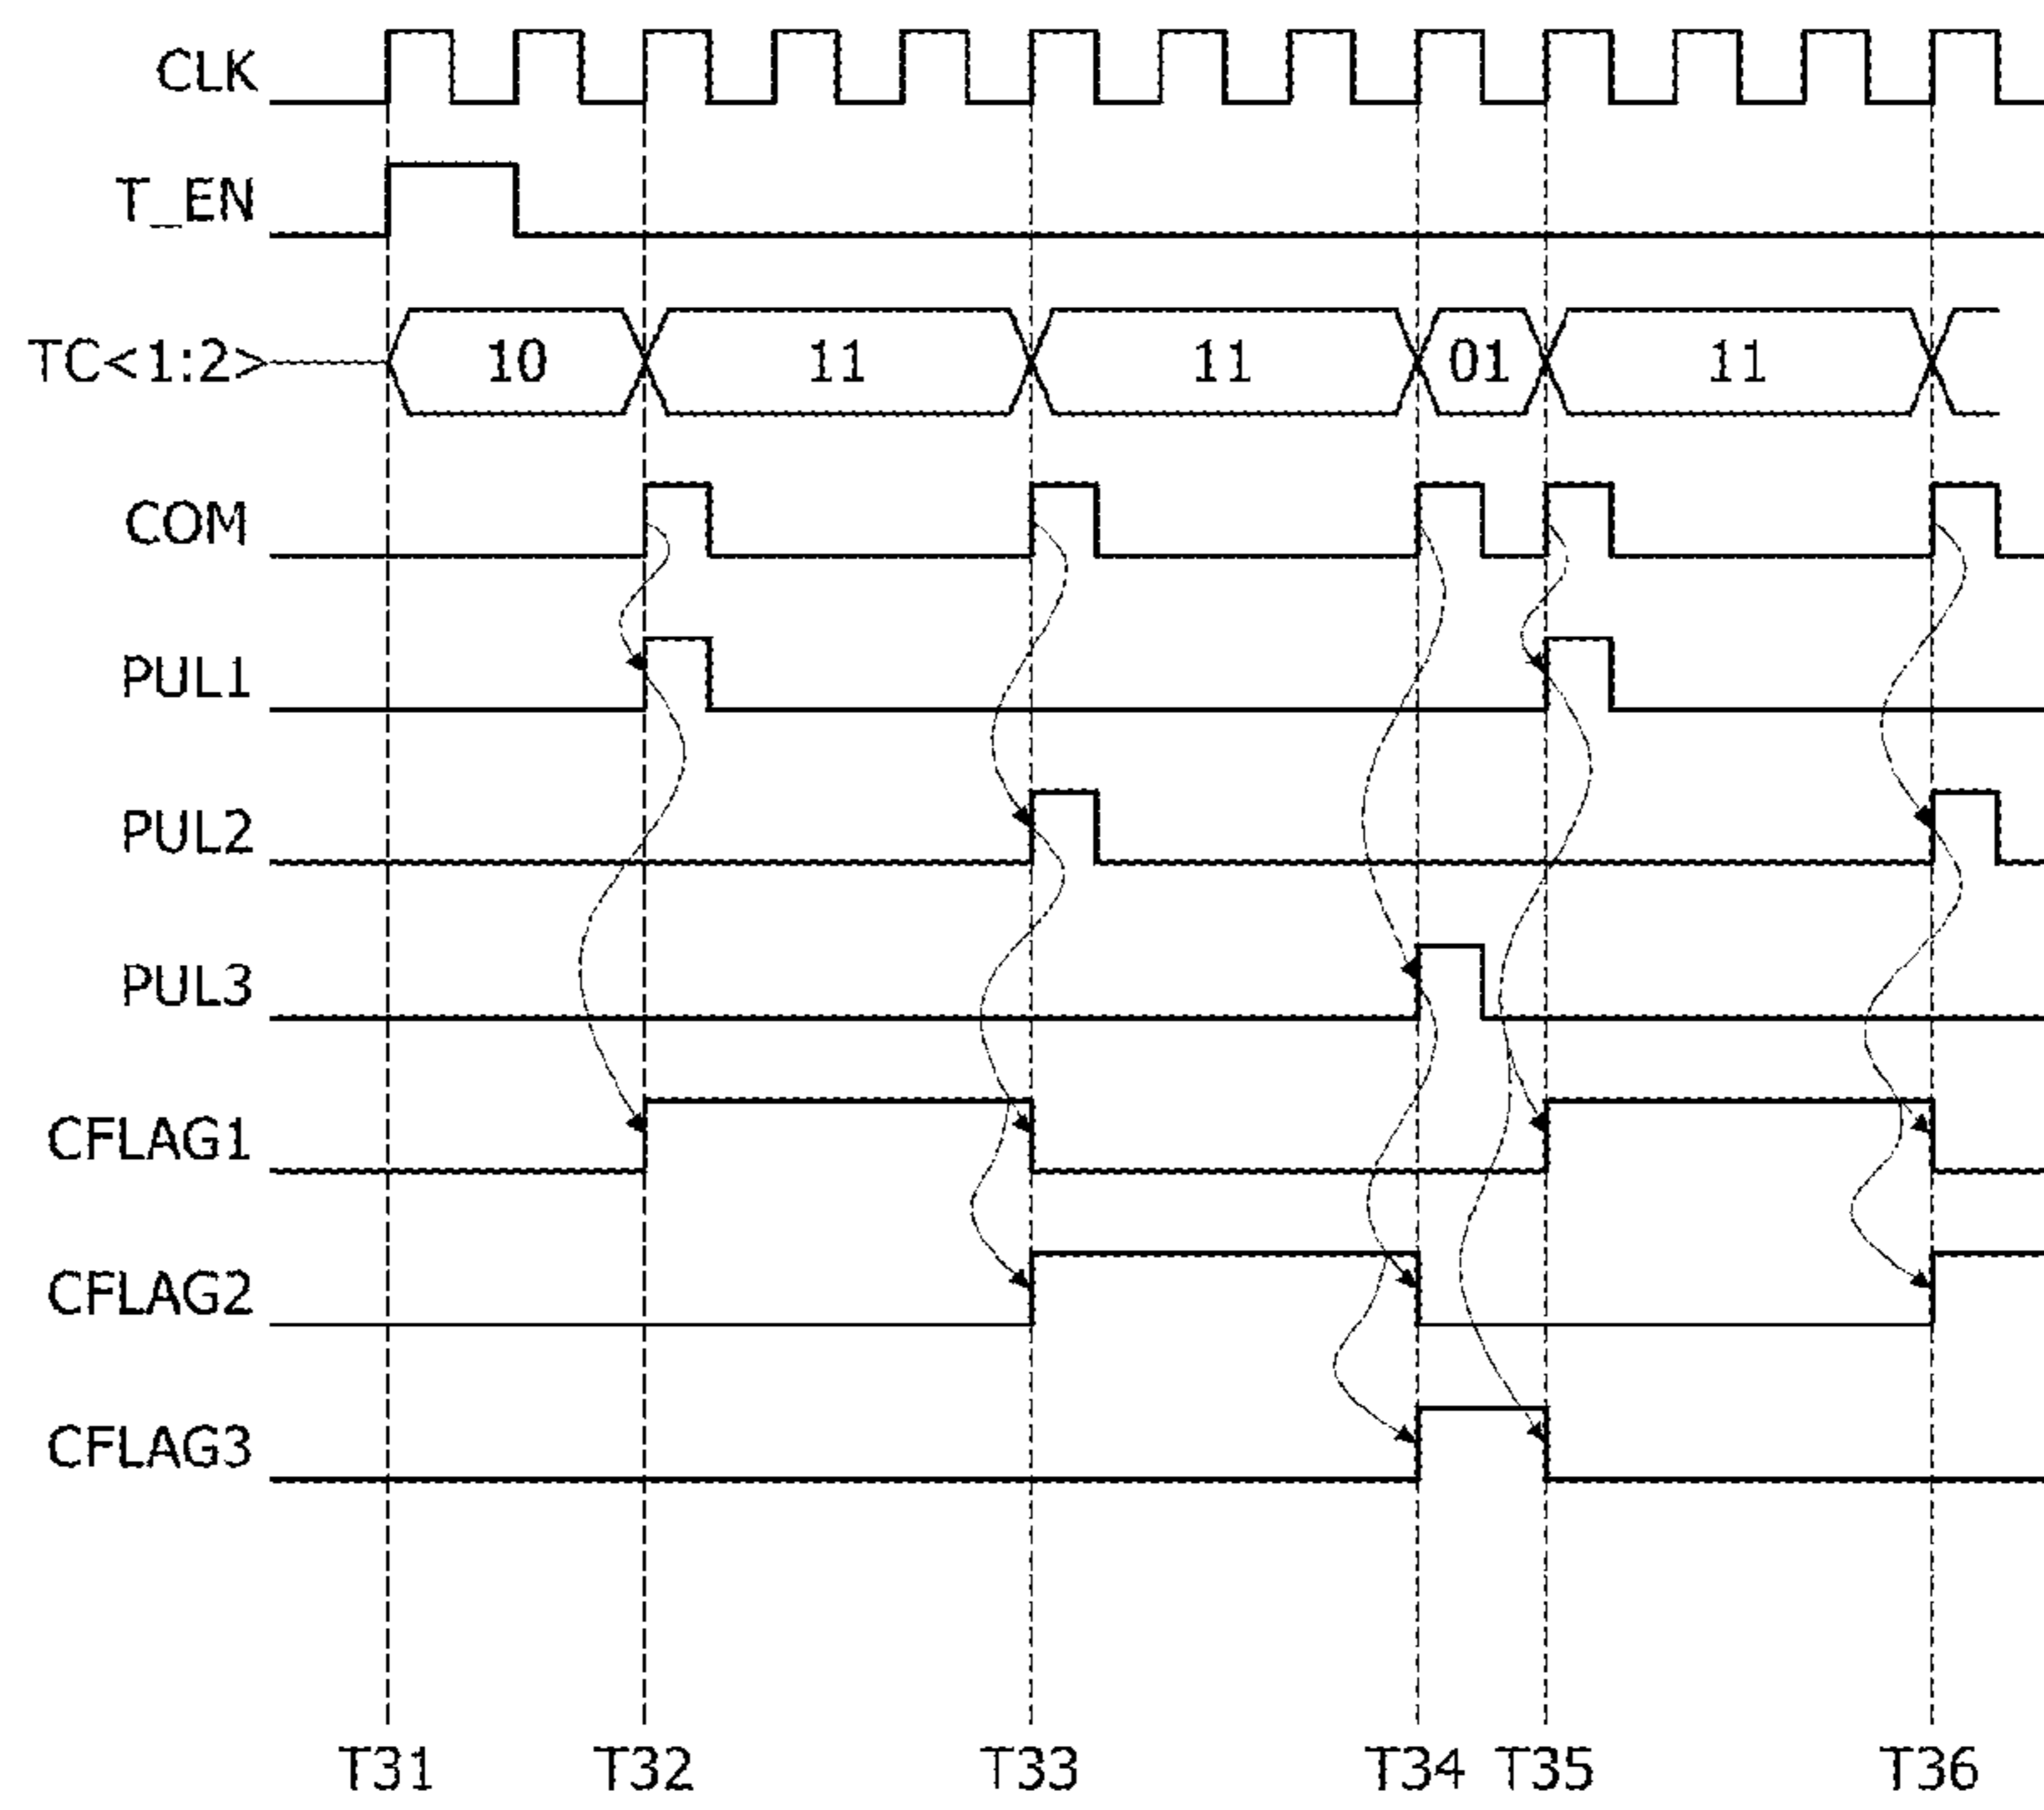 CLK
T_EN
TC<1:2>
10 11 11 01 11
COM
PUL1
PUL2
PUL3
CFLAG1
CFLAG2
CFLAG3
T31 T32 T33 T34 T35 T36